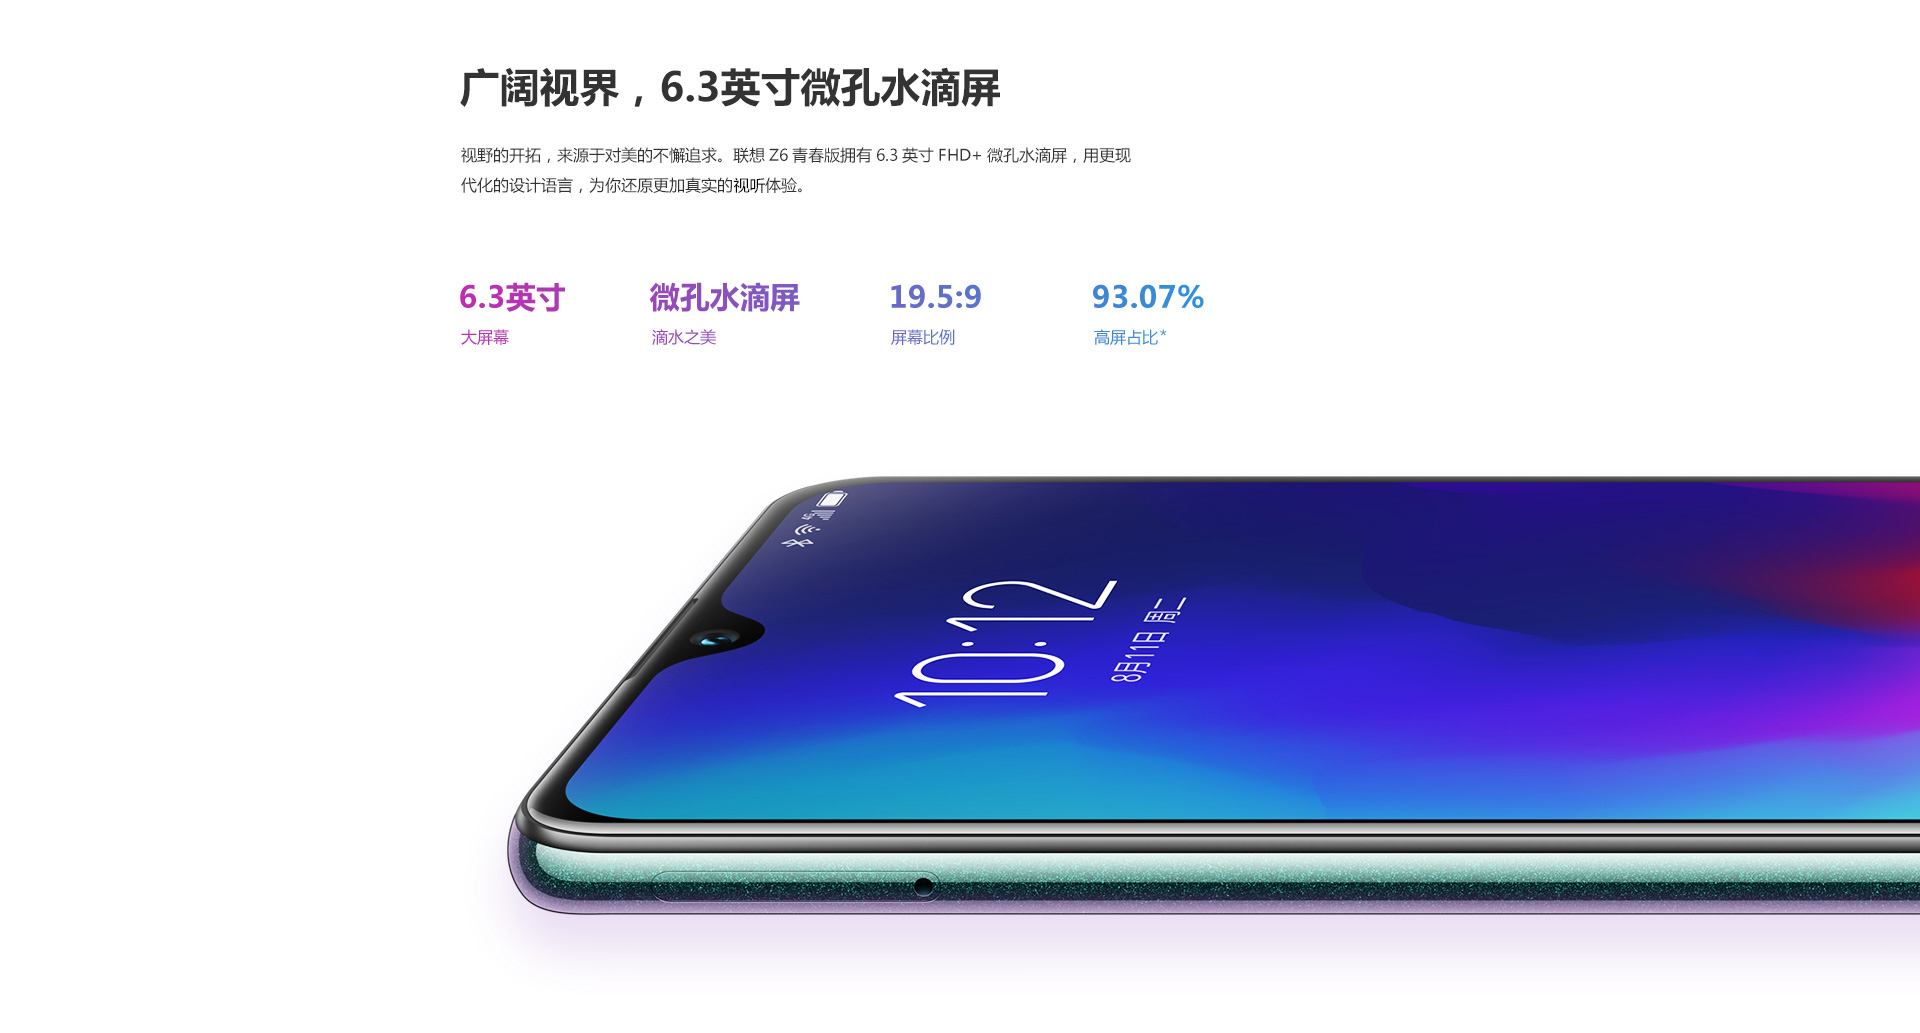 广阔视界，6.3英寸微孔水滴屏
视野的开拓，来源于对美的不懈追求。联想 Z6 青春版拥有 6.3 英寸 FHD+ 微孔水滴屏，用更现
代化的设计语言，为你还原更加真实的视听体验。
6.3英寸 微孔水滴屏 19.5:9 93.07%
大屏幕 滴水之美 屏幕比例 高屏占比*
10:12
8月11日 周二